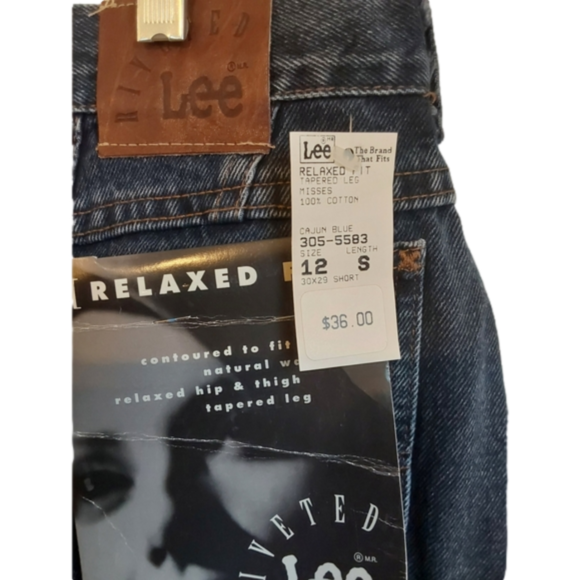 RIVETED
Lee
® M.R.
Lee The Brand
That Fits
RELAXED FIT
TAPERED LEG
MISSES
100% COTTON
CAJUN BLUE
305-5583
SIZE LENGTH
12 S
30X29 SHORT
$36.00
RELAXED F
contoured to fit
natural
relaxed hip & thigh
tapered leg
RIVETED
® M.R.
Lee